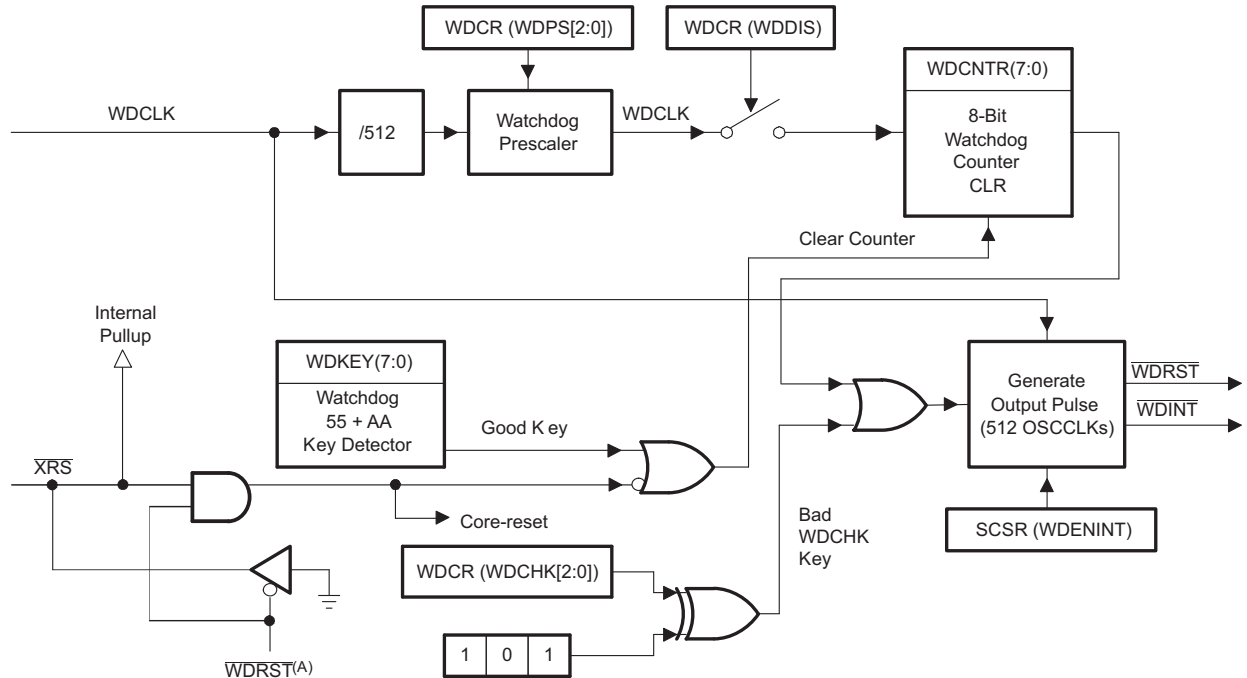 WDCR (WDPS[2:0])
WDCR (WDDIS)
WDCNTR(7:0)
WDCLK
/512
Watchdog
Prescaler
WDCLK
8-Bit
Watchdog
Counter
CLR
Clear Counter
Internal
Pullup
WDKEY(7:0)
Watchdog
55 + AA
Key Detector
Good Key
Generate
Output Pulse
(512 OSCCLKs)
WDRST
WDINT
XRS
Core-reset
Bad
WDCHK
Key
SCSR (WDENINT)
WDCR (WDCHK[2:0])
1 0 1
WDRST(A)